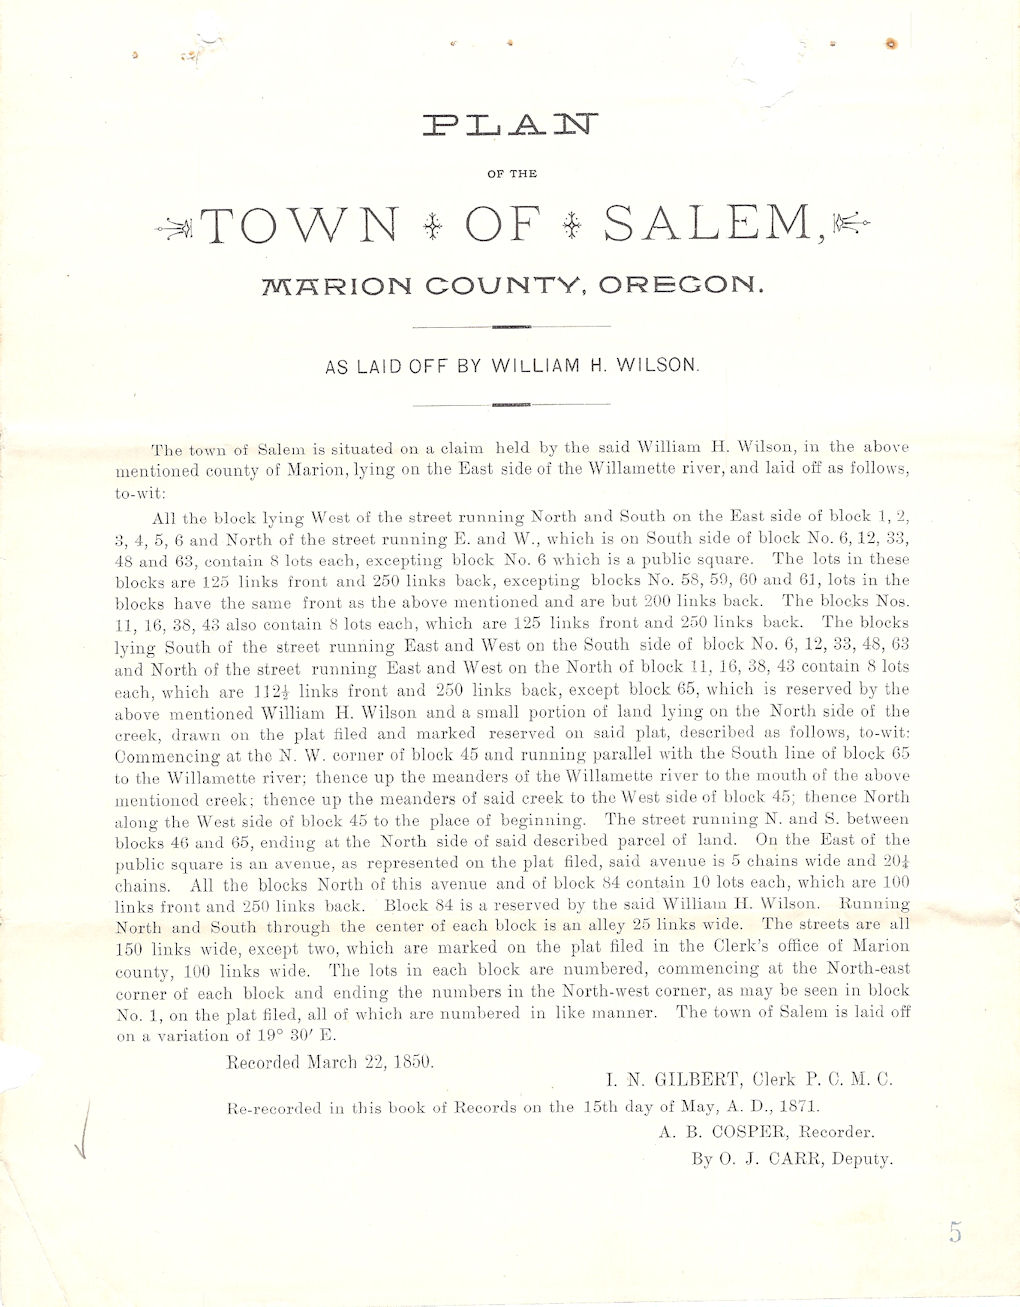 PLAN
OF THE
TOWN OF SALEM,
MARION COUNTY, OREGON.
AS LAID OFF BY WILLIAM H. WILSON.
The town of Salem is situated on a claim held by the said William H. Wilson, in the above
mentioned county of Marion, lying on the East side of the Willamette river, and laid off as follows,
to-wit:
All the block lying West of the street running North and South on the East side of block 1, 2,
3, 4, 5, 6 and North of the street running E. and W., which is on South side of block No. 6, 12, 33,
48 and 63, contain 8 lots each, excepting block No. 6 which is a public square. The lots in these
blocks are 125 links front and 250 links back, excepting blocks No. 58, 59, 60 and 61, lots in the
blocks have the same front as the above mentioned and are but 200 links back. The blocks Nos.
11, 16, 38, 43 also contain 8 lots each, which are 125 links front and 250 links back. The blocks
lying South of the street running East and West on the South side of block No. 6, 12, 33, 48, 63
and North of the street running East and West on the North of block 11, 16, 38, 43 contain 8 lots
each, which are 112½ links front and 250 links back, except block 65, which is reserved by the
above mentioned William H. Wilson and a small portion of land lying on the North side of the
creek, drawn on the plat filed and marked reserved on said plat, described as follows, to-wit:
Commencing at the N. W. corner of block 45 and running parallel with the South line of block 65
to the Willamette river; thence up the meanders of the Willamette river to the mouth of the above
mentioned creek; thence up the meanders of said creek to the West side of block 45; thence North
along the West side of block 45 to the place of beginning. The street running N. and S. between
blocks 46 and 65, ending at the North side of said described parcel of land. On the East of the
public square is an avenue, as represented on the plat filed, said avenue is 5 chains wide and 20¼
chains. All the blocks North of this avenue and of block 84 contain 10 lots each, which are 100
links front and 250 links back. Block 84 is a reserved by the said William H. Wilson. Running
North and South through the center of each block is an alley 25 links wide. The streets are all
150 links wide, except two, which are marked on the plat filed in the Clerk's office of Marion
county, 100 links wide. The lots in each block are numbered, commencing at the North-east
corner of each block and ending the numbers in the North-west corner, as may be seen in block
No. 1, on the plat filed, all of which are numbered in like manner. The town of Salem is laid off
on a variation of 19° 30′ E.
Recorded March 22, 1850.
I. N. GILBERT, Clerk P. C. M. C.
Re-recorded in this book of Records on the 15th day of May, A. D., 1871.
A. B. COSPER, Recorder.
By O. J. CARR, Deputy.
5